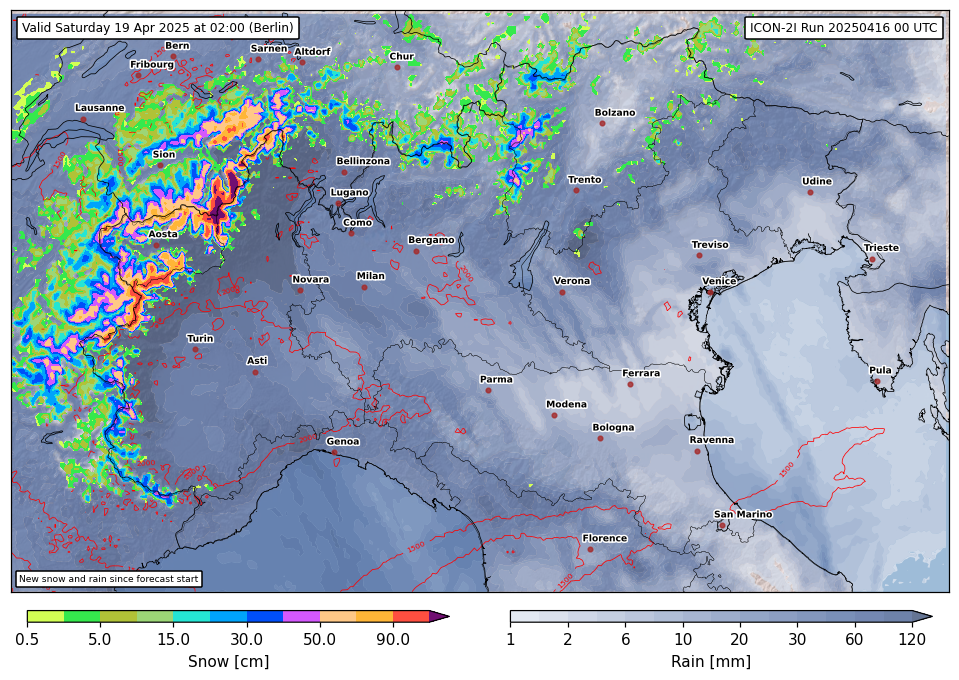 Valid Saturday 19 Apr 2025 at 02:00 (Berlin)
ICON-2I Run 20250416 00 UTC
Bern
Sarnen
Altdorf
Chur
Fribourg
Lausanne
Bolzano
Sion
Bellinzona
Trento
Udine
Lugano
Como
Aosta
Bergamo
Treviso
Trieste
Novara
Milan
Verona
Venice
Turin
Asti
Parma
Ferrara
Pula
Modena
Bologna
Genoa
Ravenna
1500
San Marino
Florence
1500
1500
New snow and rain since forecast start
0.5 5.0 15.0 30.0 50.0 90.0
Snow [cm]
1 2 6 10 20 30 60 120
Rain [mm]